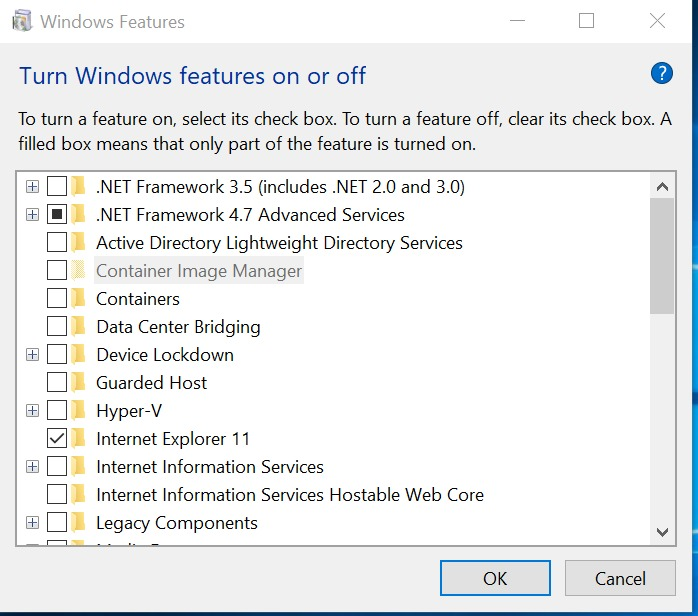 Windows Features
Turn Windows features on or off
To turn a feature on, select its check box. To turn a feature off, clear its check box. A
filled box means that only part of the feature is turned on.
.NET Framework 3.5 (includes .NET 2.0 and 3.0)
.NET Framework 4.7 Advanced Services
Active Directory Lightweight Directory Services
Container Image Manager
Containers
Data Center Bridging
Device Lockdown
Guarded Host
Hyper-V
Internet Explorer 11
Internet Information Services
Internet Information Services Hostable Web Core
Legacy Components
OK
Cancel